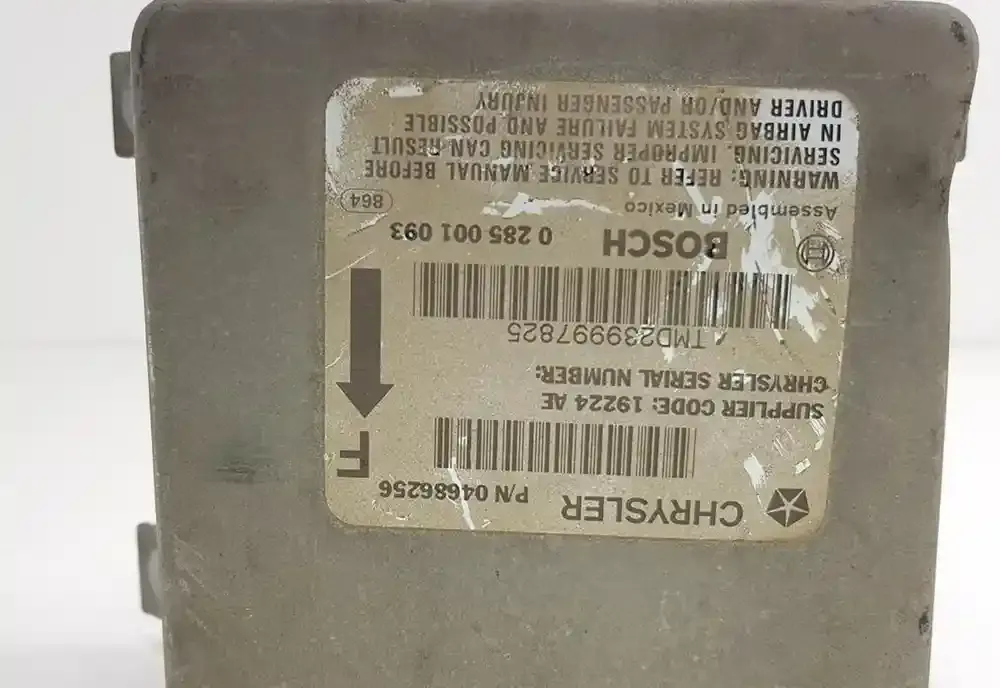 CHRYSLER P/N 04686256
F
SUPPLIER CODE: 19224 AE
CHRYSLER SERIAL NUMBER:
TMD239997825
BOSCH 0 285 001 093
Assembled in Mexico 864
WARNING: REFER TO SERVICE MANUAL BEFORE
SERVICING. IMPROPER SERVICING CAN RESULT
IN AIRBAG SYSTEM FAILURE AND POSSIBLE
DRIVER AND/OR PASSENGER INJURY